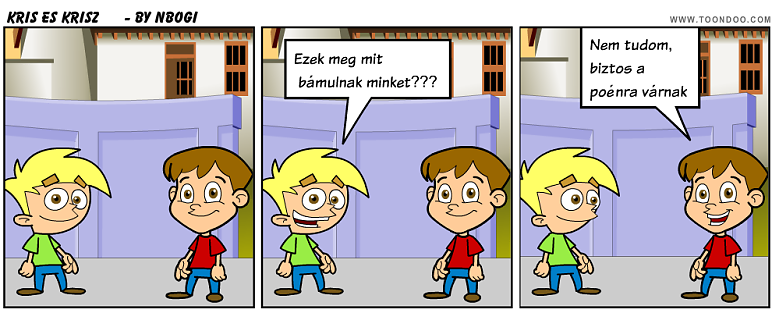 KRIS ES KRISZ - BY NBOGI
WWW.TOONDOO.COM
Ezek meg mit
bámulnak minket???
Nem tudom,
biztos a
poénra várnak